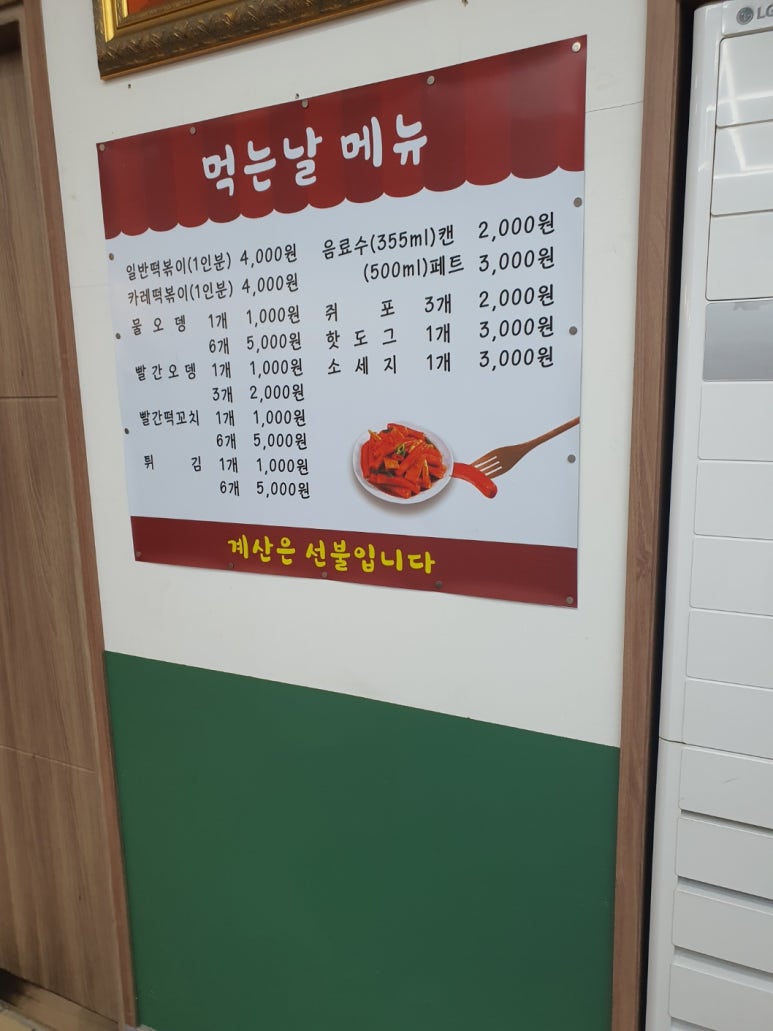 LG
먹는날 메뉴
일반떡볶이(1인분) 4,000원
카레떡볶이(1인분) 4,000원
물오뎅 1개 1,000원
6개 5,000원
빨간오뎅 1개 1,000원
3개 2,000원
빨간떡꼬치 1개 1,000원
6개 5,000원
튀김 1개 1,000원
6개 5,000원
음료수(355ml)캔 2,000원
(500ml)페트 3,000원
쥐포 3개 2,000원
핫도그 1개 3,000원
소세지 1개 3,000원
계산은 선불입니다